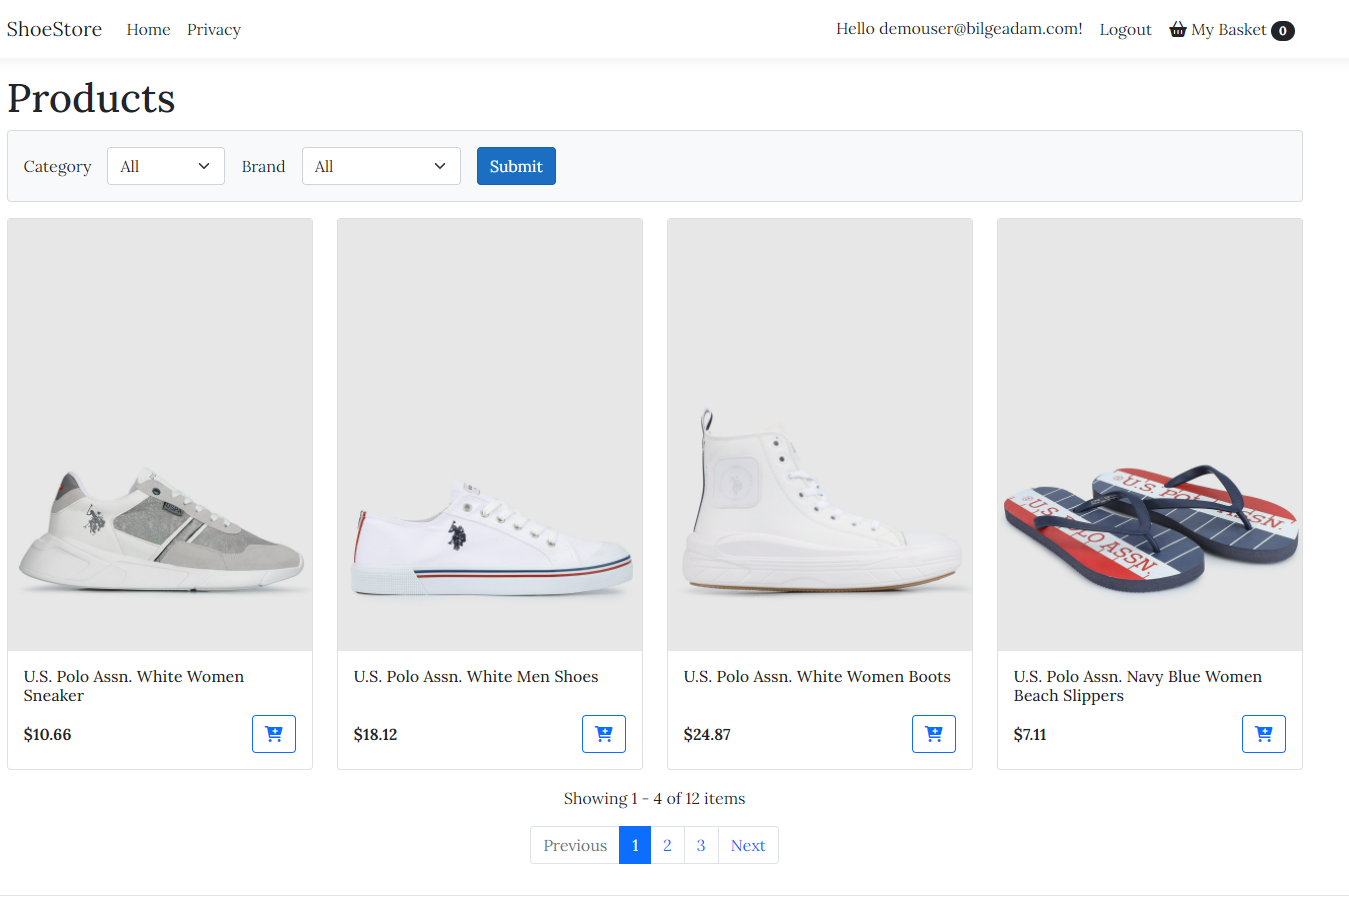 ShoeStore Home Privacy Hello demouser@bilgeadam.com! Logout My Basket 0
Products
Category All Brand All Submit
U.S. POLO ASSN.
U.S. Polo Assn. White Women
Sneaker
$10.66
U.S. Polo Assn. White Men Shoes
$18.12
U.S. Polo Assn. White Women Boots
$24.87
U.S. Polo Assn. Navy Blue Women
Beach Slippers
$7.11
Showing 1 - 4 of 12 items
Previous 1 2 3 Next